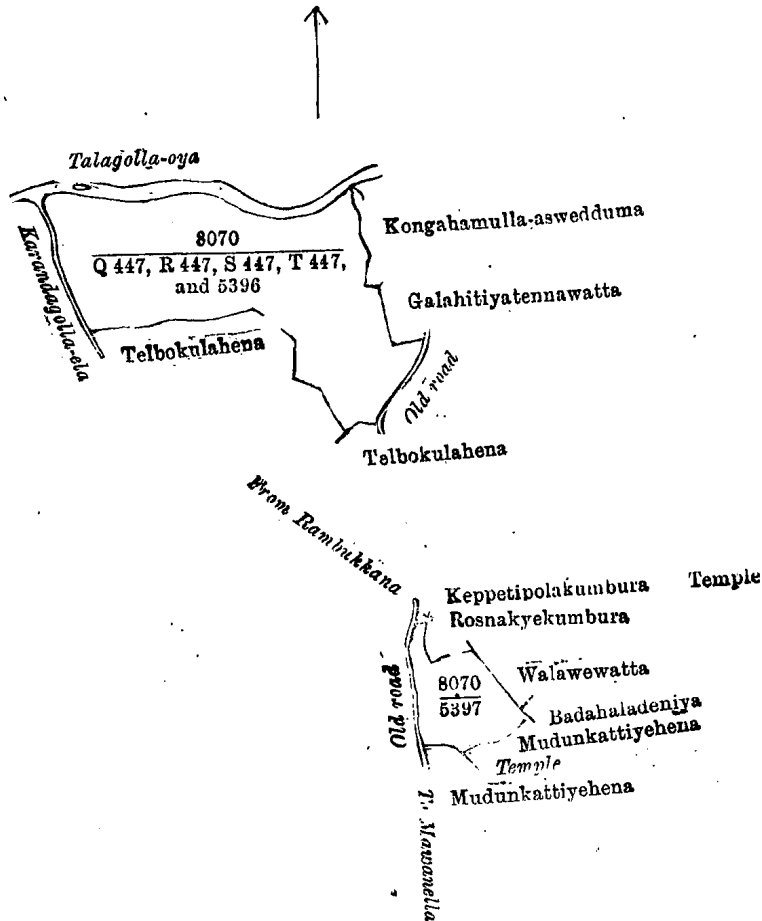 Talagolla-oya
Kongahamulla-aswedduma
8070
Q 447, R 447, S 447, T 447,
and 5396
Karandagolla-ela
Galahitiyatennawatta
Telbokulahena
Old road
Telbokulahena
From Rambukkana
Keppetipolakumbura Temple
Rosnakyekumbura
Old road
8070
5397
Walawewatta
Badahaladeniya
Mudunkattiyehena
Temple
Mudunkattiyehena
To Mawanella